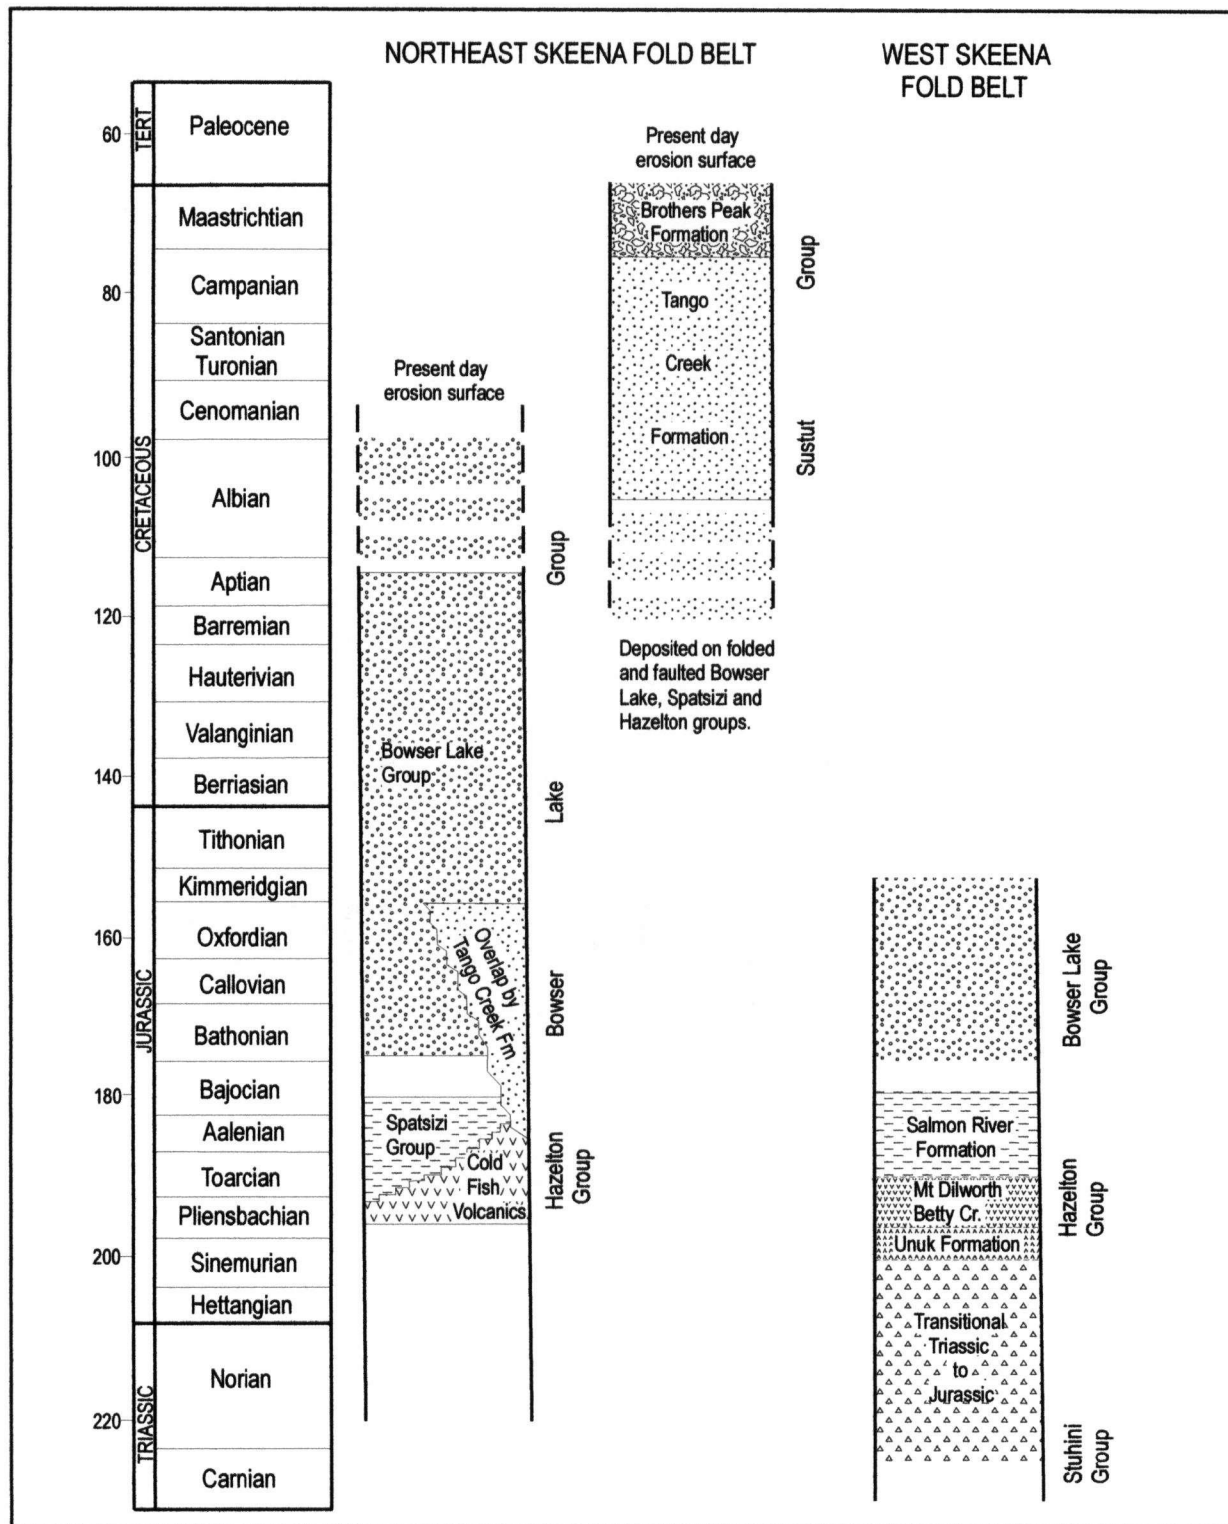 NORTHEAST SKEENA FOLD BELT
WEST SKEENA
FOLD BELT
TERT
CRETACEOUS
JURASSIC
TRIASSIC
60
80
100
120
140
160
180
200
220
Paleocene
Maastrichtian
Campanian
Santonian
Turonian
Cenomanian
Albian
Aptian
Barremian
Hauterivian
Valanginian
Berriasian
Tithonian
Kimmeridgian
Oxfordian
Callovian
Bathonian
Bajocian
Aalenian
Toarcian
Pliensbachian
Sinemurian
Hettangian
Norian
Carnian
Present day
erosion surface
Bowser Lake
Group
Overlap by
Tango Creek Fm
Spatsizi
Group
Cold
Fish
Volcanics
Bowser Lake Group
Hazelton
Group
Present day
erosion surface
Brothers Peak
Formation
Tango
Creek
Formation
Sustut Group
Deposited on folded
and faulted Bowser
Lake, Spatsizi and
Hazelton groups.
Salmon River
Formation
Mt Dilworth
Betty Cr.
Unuk Formation
Transitional
Triassic
to
Jurassic
Bowser Lake
Group
Hazelton
Group
Stuhini
Group